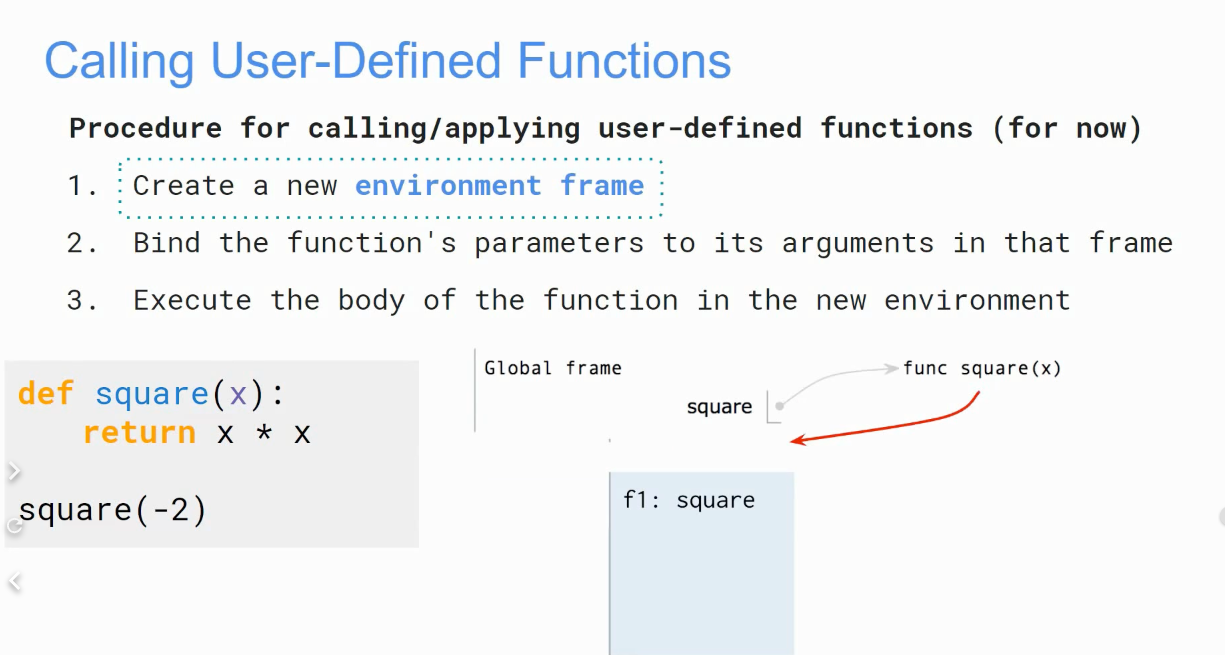 Calling User-Defined Functions
Procedure for calling/applying user-defined functions (for now)
1. Create a new environment frame
2. Bind the function's parameters to its arguments in that frame
3. Execute the body of the function in the new environment
def square(x):
    return x * x
square(-2)
Global frame
square
func square(x)
f1: square